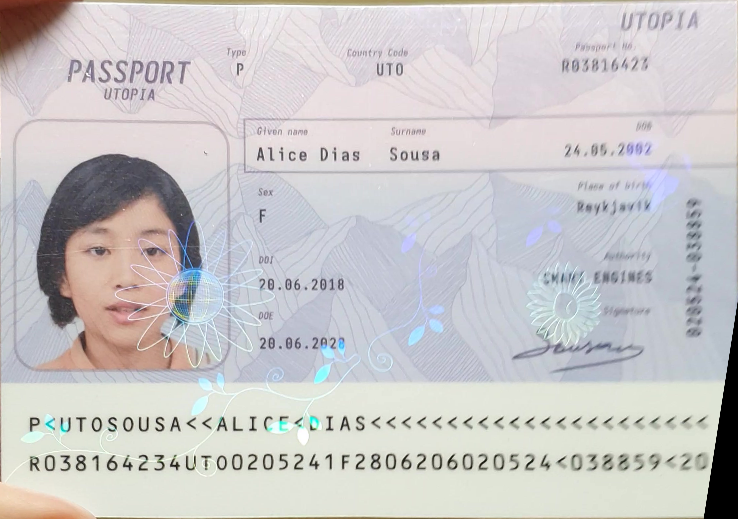 UTOPIA
PASSPORT
UTOPIA
Type
P
Country Code
UTO
Passport No.
R03816423
Given name
Alice Dias
Surname
Sousa
DOB
24.05.2002
Sex
F
Place of birth
Reykjavik
DOI
20.06.2018
Authority
ENGINES
DOE
20.06.2028
Signature
Sousa
020524-038859
P<UTOSOUSA<<ALICE<DIAS<<<<<<<<<<<<<<<<<<<<<<
R038164234UTO0205241F2806206020524<038859<20